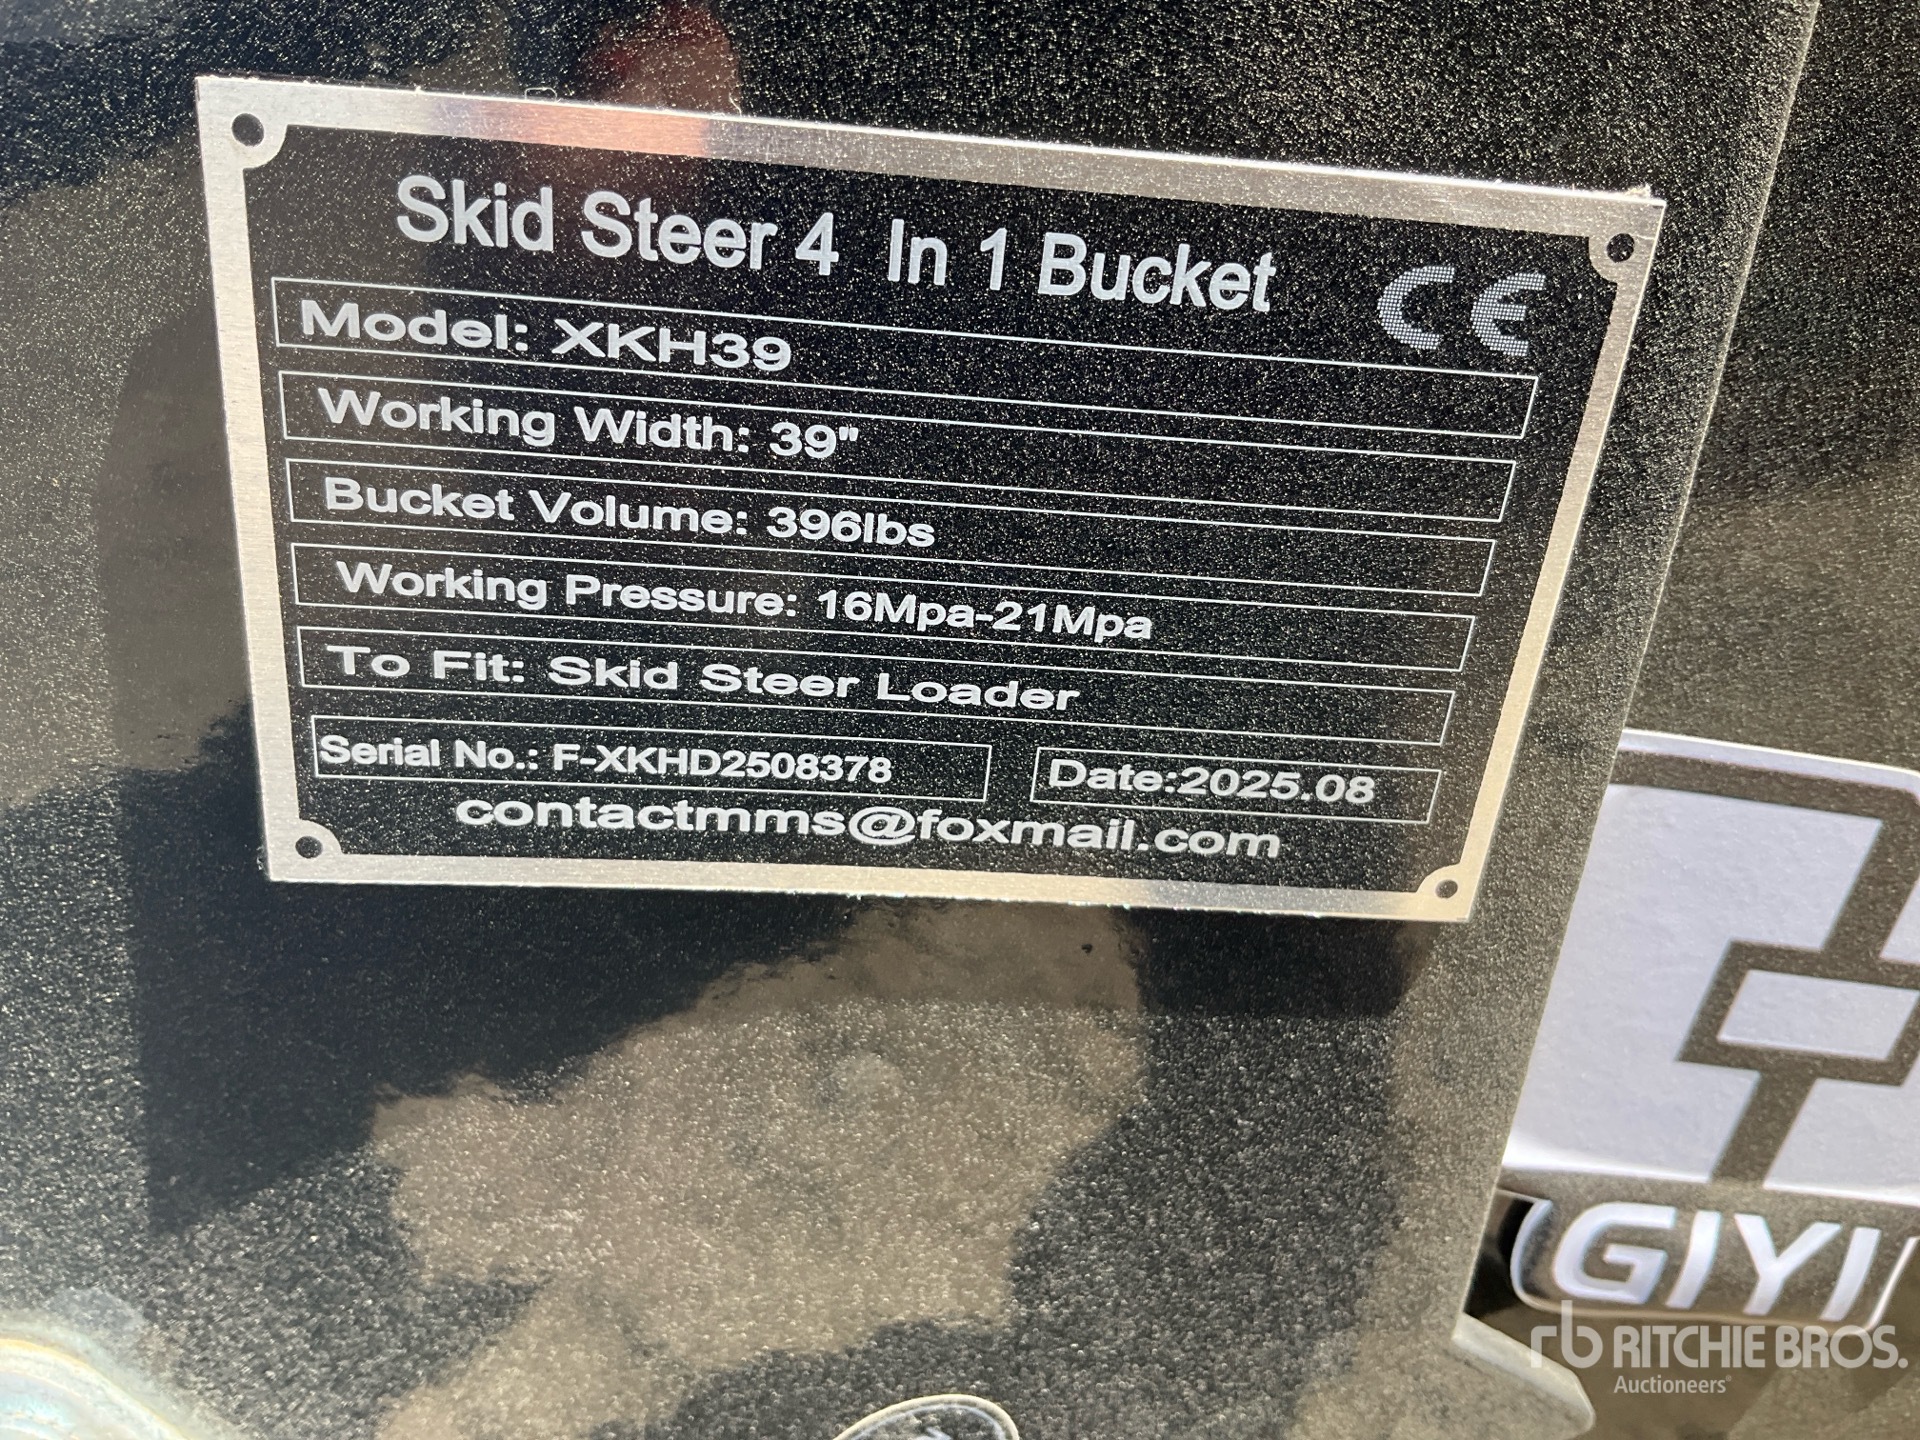 Skid Steer 4 In 1 Bucket
CE
Model: XKH39
Working Width: 39"
Bucket Volume: 396lbs
Working Pressure: 16Mpa-21Mpa
To Fit: Skid Steer Loader
Serial No.: F-XKHD2508378
Date:2025.08
contactmms@foxmail.com
GIYI
rb RITCHIE BROS.
Auctioneers